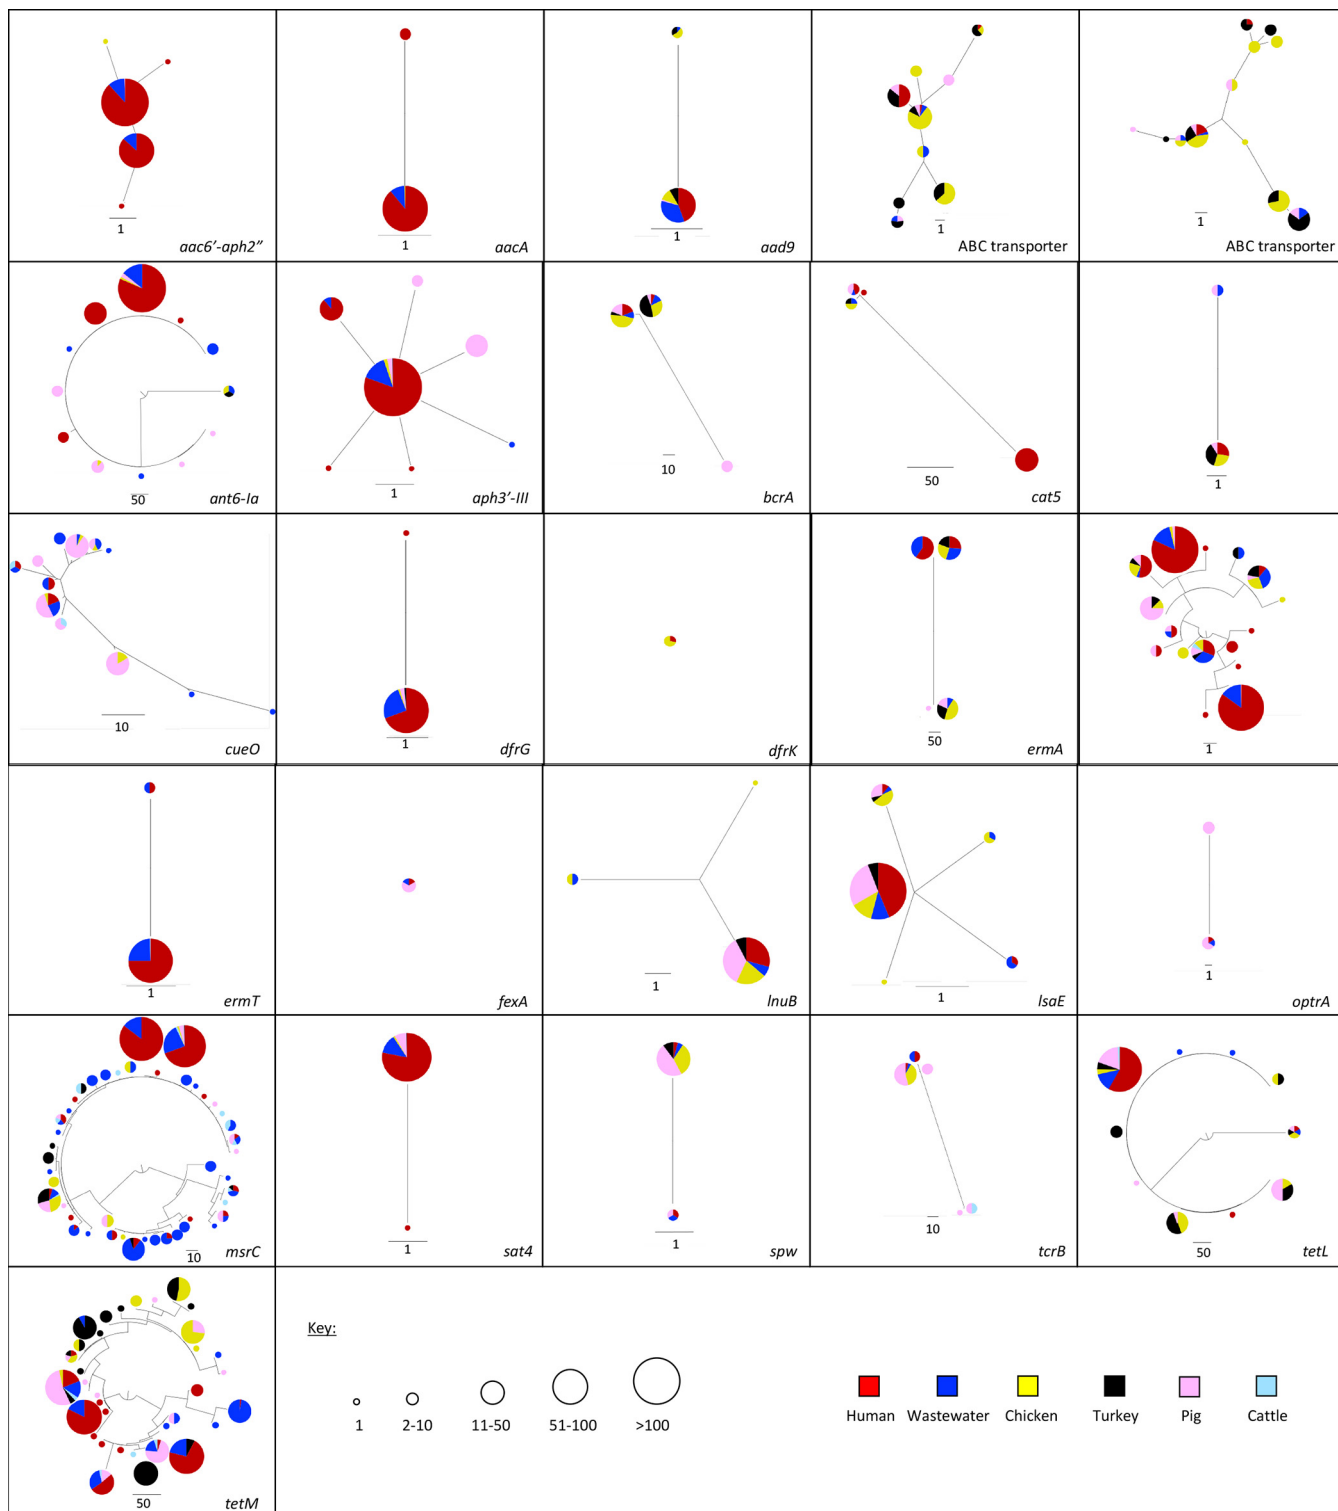 1
aac6′-aph2″
1
aacA
1
aad9
1
ABC transporter
1
ABC transporter
50
ant6-Ia
1
aph3′-III
10
bcrA
50
cat5
1
10
cueO
1
dfrG
dfrK
50
ermA
1
1
ermT
fexA
1
lnuB
1
lsaE
1
optrA
10
msrC
1
sat4
1
spw
10
tcrB
50
tetL
50
tetM
Key:
1 2-10 11-50 51-100 >100
Human Wastewater Chicken Turkey Pig Cattle